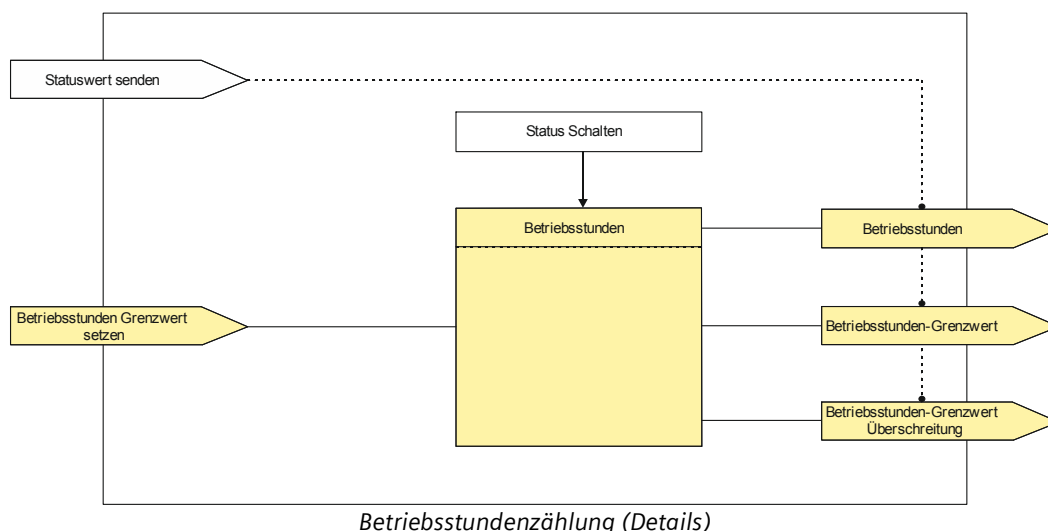 Statuswert senden
Status Schalten
Betriebsstunden
Betriebsstunden
Betriebsstunden Grenzwert
setzen
Betriebsstunden-Grenzwert
Betriebsstunden-Grenzwert
Überschreitung
Betriebsstundenzählung (Details)